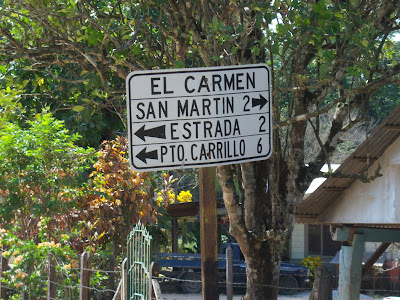 EL CARMEN
SAN MARTIN 2
ESTRADA 2
PTO. CARRILLO 6